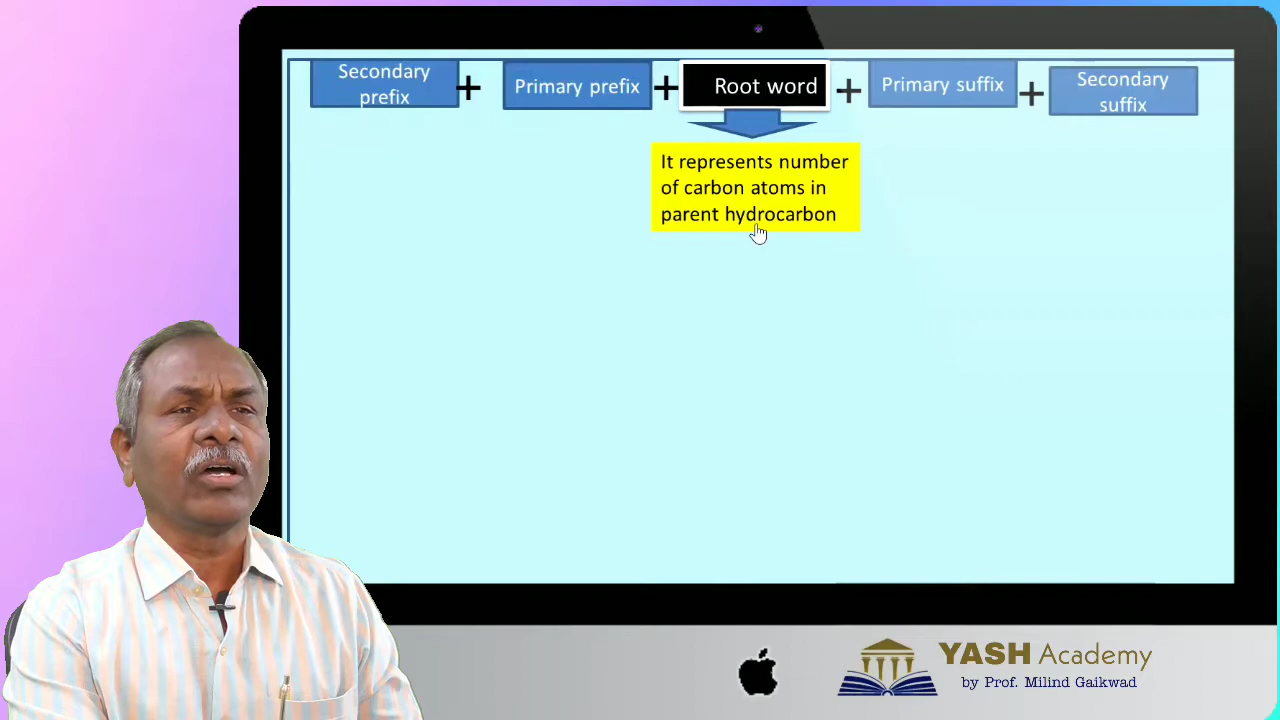 Secondary
prefix
+
Primary prefix
+
Root word
+
Primary suffix
+
Secondary
suffix
It represents number
of carbon atoms in
parent hydrocarbon
YASH Academy
by Prof. Milind Gaikwad